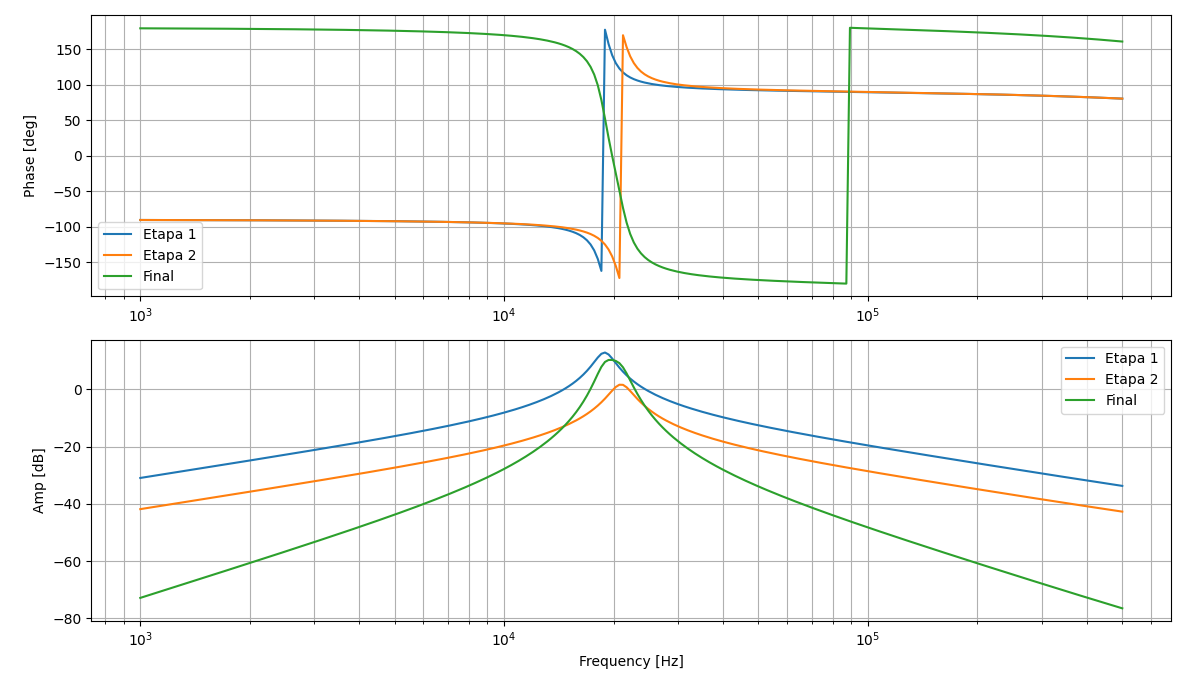 Phase [deg]
150
100
50
0
−50
−100
−150
Etapa 1
Etapa 2
Final
10³
10⁴
10⁵
Amp [dB]
0
−20
−40
−60
−80
Etapa 1
Etapa 2
Final
10³
10⁴
10⁵
Frequency [Hz]